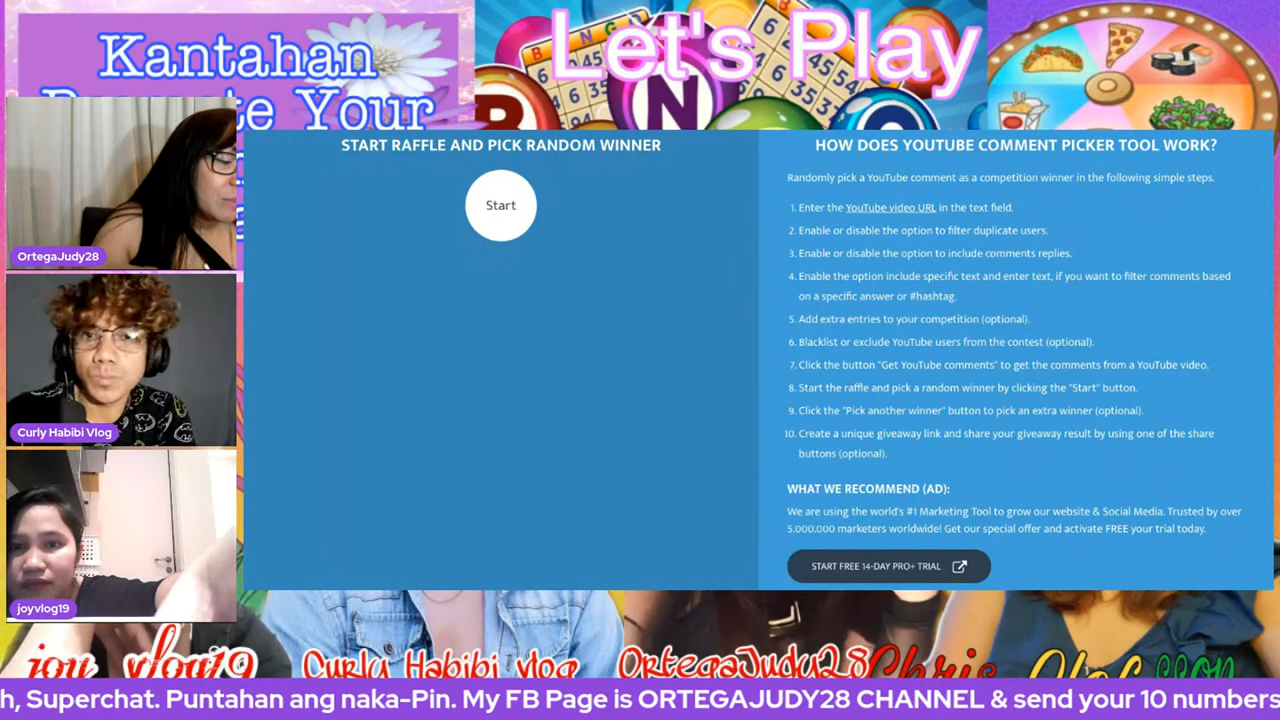 Kantahan
Promote Your
Let's Play
START RAFFLE AND PICK RANDOM WINNER
Start
HOW DOES YOUTUBE COMMENT PICKER TOOL WORK?
Randomly pick a YouTube comment as a competition winner in the following simple steps.
1. Enter the YouTube video URL in the text field.
2. Enable or disable the option to filter duplicate users.
3. Enable or disable the option to include comments replies.
4. Enable the option include specific text and enter text, if you want to filter comments based
on a specific answer or #hashtag.
5. Add extra entries to your competition (optional).
6. Blacklist or exclude YouTube users from the contest (optional).
7. Click the button "Get YouTube comments" to get the comments from a YouTube video.
8. Start the raffle and pick a random winner by clicking the "Start" button.
9. Click the "Pick another winner" button to pick an extra winner (optional).
10. Create a unique giveaway link and share your giveaway result by using one of the share
buttons (optional).
WHAT WE RECOMMEND (AD):
We are using the world's #1 Marketing Tool to grow our website & Social Media. Trusted by over
5.000.000 marketers worldwide! Get our special offer and activate FREE your trial today.
START FREE 14-DAY PRO+ TRIAL
OrtegaJudy28
Curly Habibi Vlog
joyvlog19
joy vlog19 Curly Habibi vlog OrtegaJudy28 Chris
h, Superchat. Puntahan ang naka-Pin. My FB Page is ORTEGAJUDY28 CHANNEL & send your 10 numbers